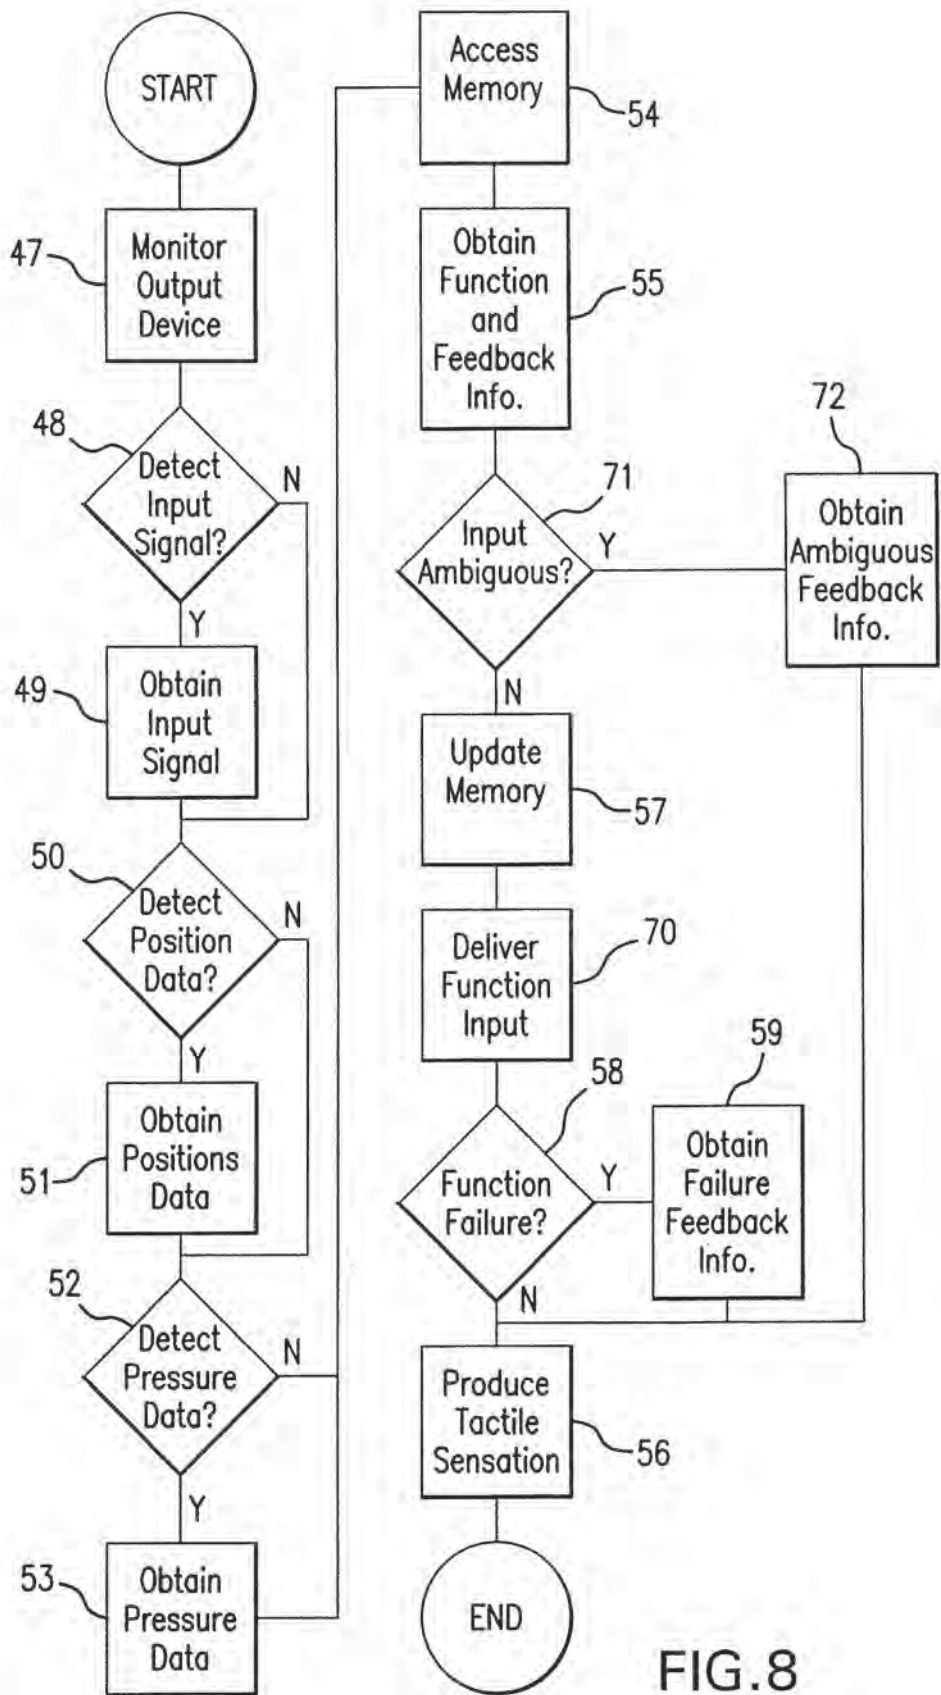 START
47
Monitor
Output
Device
48
Detect
Input
Signal?
N
Y
49
Obtain
Input
Signal
50
Detect
Position
Data?
N
Y
51
Obtain
Positions
Data
52
Detect
Pressure
Data?
N
Y
53
Obtain
Pressure
Data
Access
Memory
54
Obtain
Function
and
Feedback
Info.
55
Input
Ambiguous?
71
Y
N
72
Obtain
Ambiguous
Feedback
Info.
Update
Memory
57
Deliver
Function
Input
70
Function
Failure?
58
Y
N
59
Obtain
Failure
Feedback
Info.
Produce
Tactile
Sensation
56
END
FIG.8